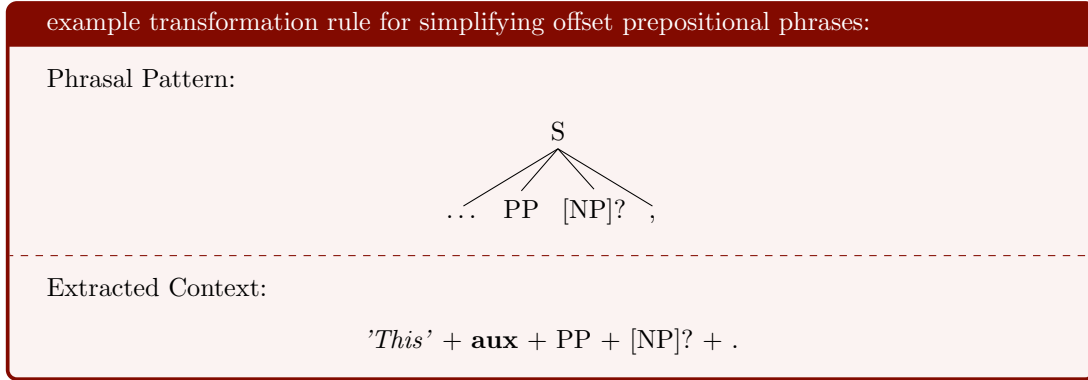 example transformation rule for simplifying offset prepositional phrases:
Phrasal Pattern:
S
... PP [NP]? ,
Extracted Context:
'This' + aux + PP + [NP]? + .